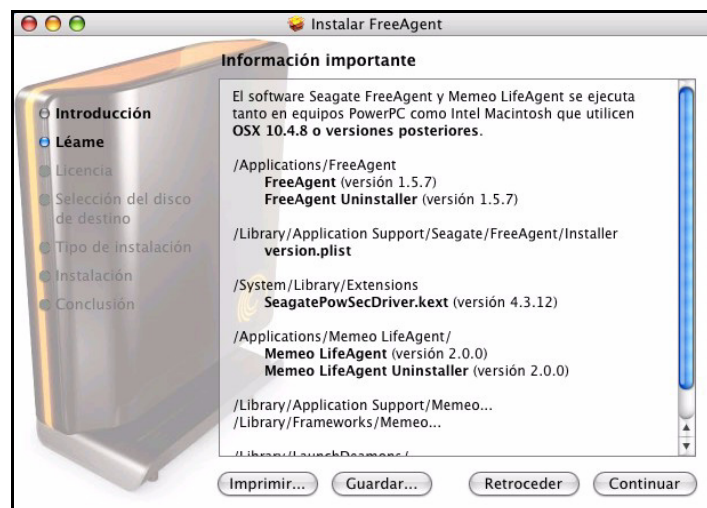 Instalar FreeAgent
Información importante
Introducción
Léame
Licencia
Selección del disco
de destino
Tipo de instalación
Instalación
Conclusión
El software Seagate FreeAgent y Memeo LifeAgent se ejecuta
tanto en equipos PowerPC como Intel Macintosh que utilicen
OSX 10.4.8 o versiones posteriores.
/Applications/FreeAgent
FreeAgent (versión 1.5.7)
FreeAgent Uninstaller (versión 1.5.7)
/Library/Application Support/Seagate/FreeAgent/Installer
version.plist
/System/Library/Extensions
SeagatePowSecDriver.kext (versión 4.3.12)
/Applications/Memeo LifeAgent/
Memeo LifeAgent (versión 2.0.0)
Memeo LifeAgent Uninstaller (versión 2.0.0)
/Library/Application Support/Memeo...
/Library/Frameworks/Memeo...
/Library/LaunchDeamons/
Imprimir...
Guardar...
Retroceder
Continuar